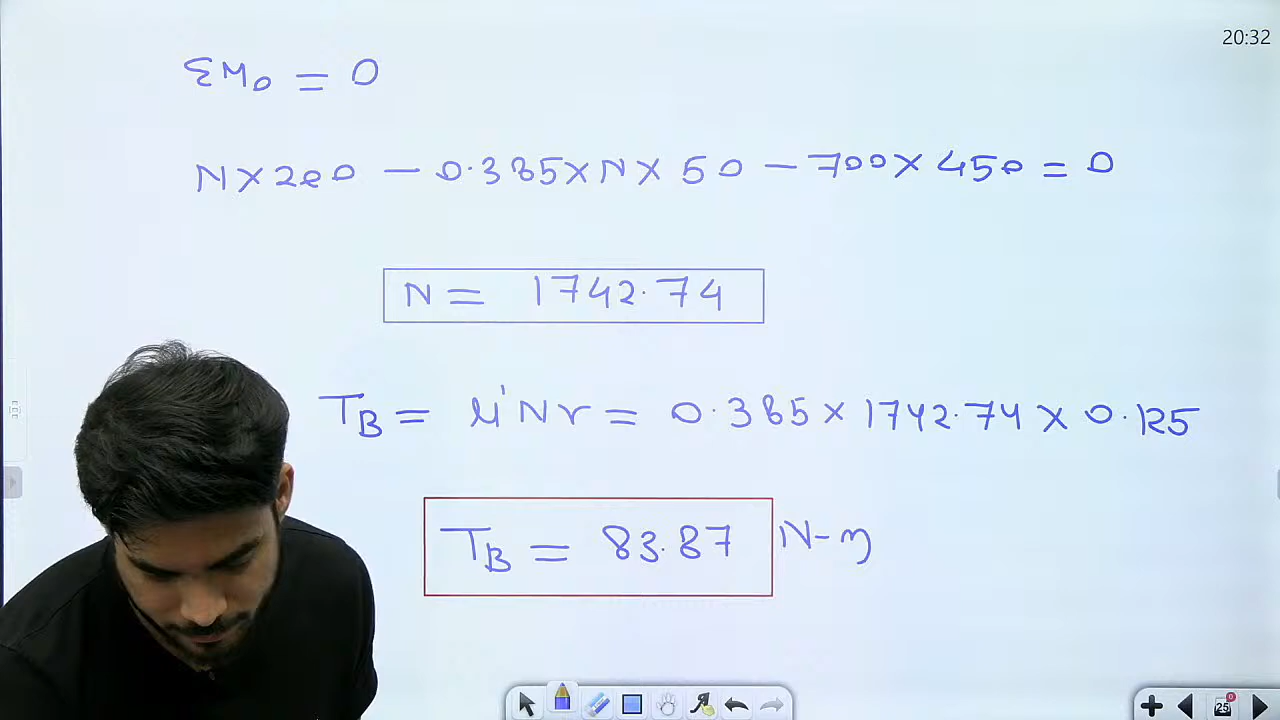 20:32
ΣM₀ = 0
N × 200 - 0.385 × N × 50 - 700 × 450 = 0
N = 1742.74
T_B = μ'Nr = 0.385 × 1742.74 × 0.125
T_B = 83.87 N-m
25